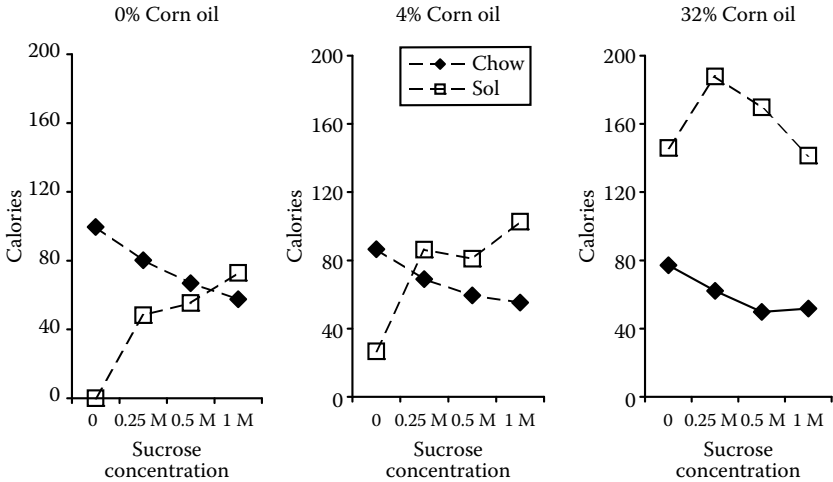 0% Corn oil
200
160
120
80
40
0
Calories
0 0.25 M 0.5 M 1 M
Sucrose
concentration
4% Corn oil
Chow
Sol
200
160
120
80
40
0
Calories
0 0.25 M 0.5 M 1 M
Sucrose
concentration
32% Corn oil
200
160
120
80
40
0
Calories
0 0.25 M 0.5 M 1 M
Sucrose
concentration